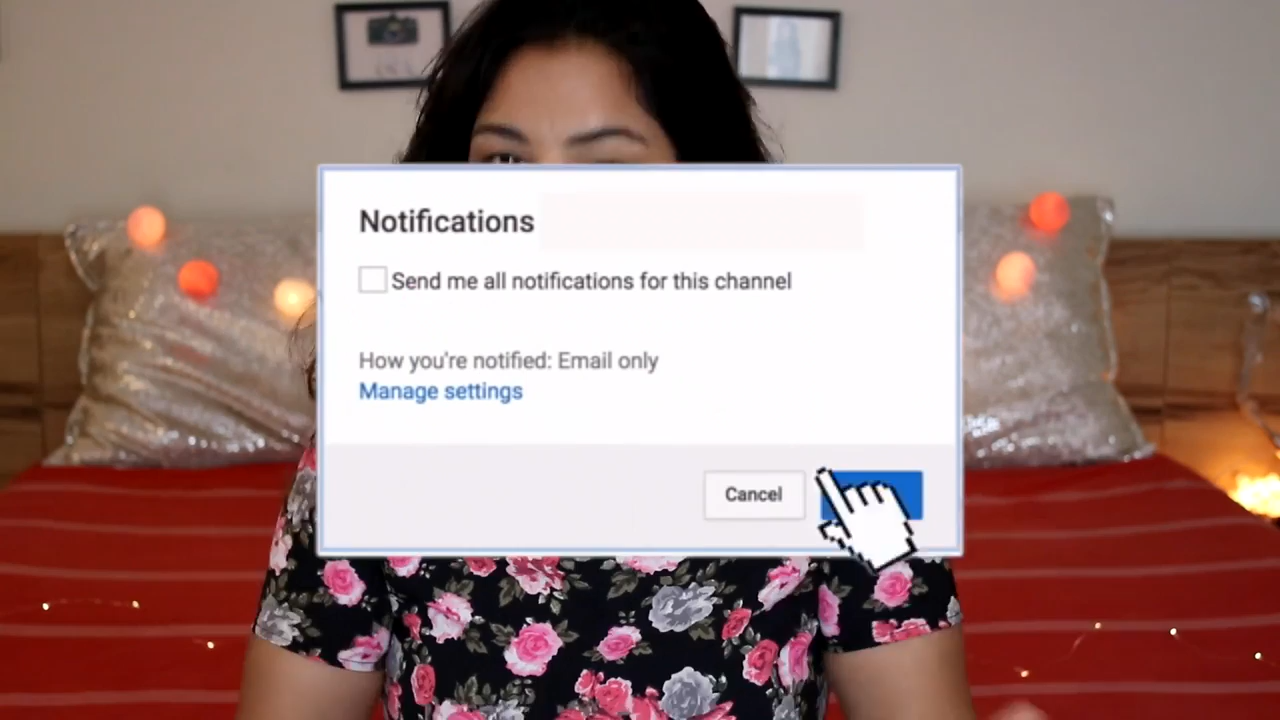 Notifications
Send me all notifications for this channel
How you're notified: Email only
Manage settings
Cancel